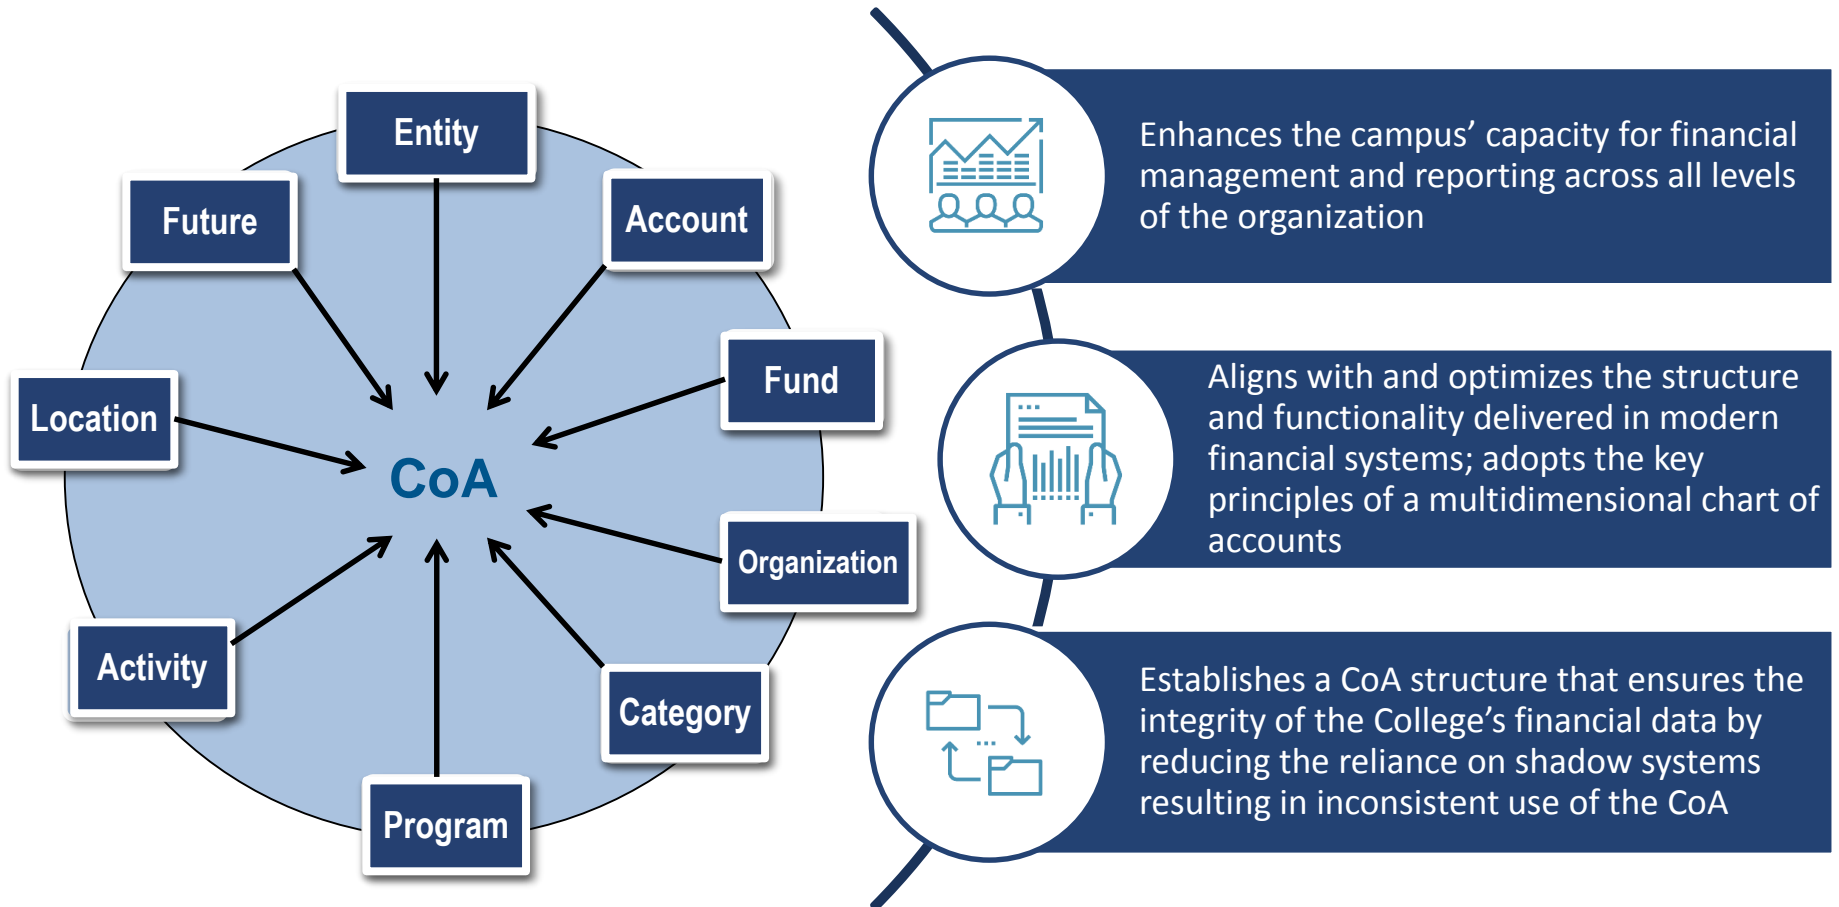 Entity
Account
Future
Fund
Location
CoA
Organization
Activity
Category
Program
Enhances the campus’ capacity for financial
management and reporting across all levels
of the organization
Aligns with and optimizes the structure
and functionality delivered in modern
financial systems; adopts the key
principles of a multidimensional chart of
accounts
Establishes a CoA structure that ensures the
integrity of the College’s financial data by
reducing the reliance on shadow systems
resulting in inconsistent use of the CoA